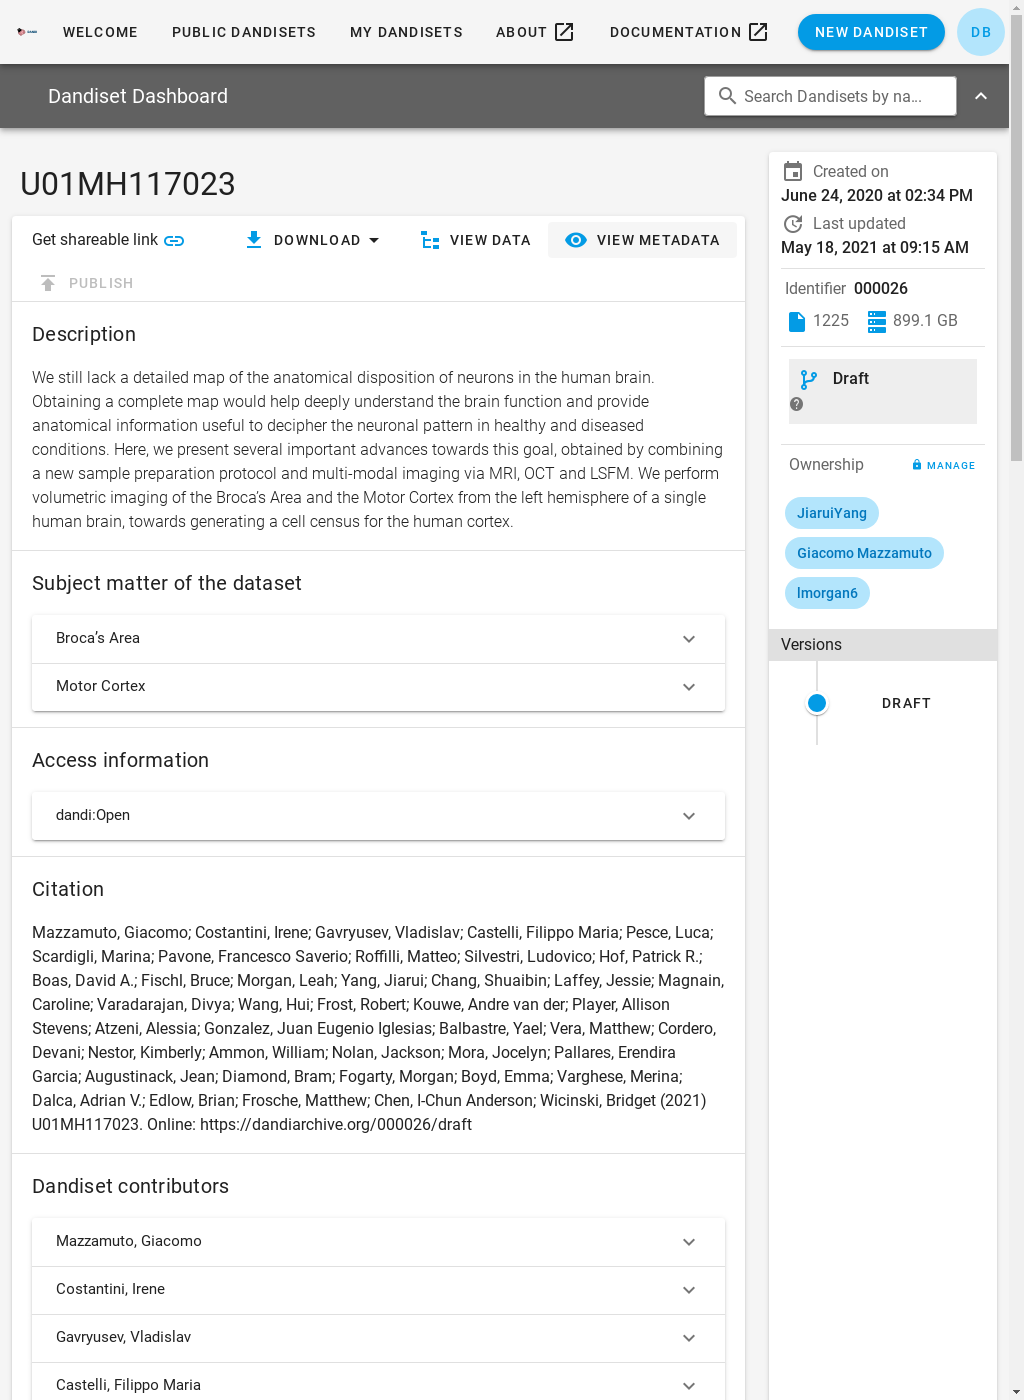 WELCOME PUBLIC DANDISETS MY DANDISETS ABOUT DOCUMENTATION NEW DANDISET DB
Dandiset Dashboard Search Dandisets by na...
U01MH117023
Get shareable link DOWNLOAD VIEW DATA VIEW METADATA
PUBLISH
Description
We still lack a detailed map of the anatomical disposition of neurons in the human brain.
Obtaining a complete map would help deeply understand the brain function and provide
anatomical information useful to decipher the neuronal pattern in healthy and diseased
conditions. Here, we present several important advances towards this goal, obtained by combining
a new sample preparation protocol and multi-modal imaging via MRI, OCT and LSFM. We perform
volumetric imaging of the Broca’s Area and the Motor Cortex from the left hemisphere of a single
human brain, towards generating a cell census for the human cortex.
Subject matter of the dataset
Broca’s Area
Motor Cortex
Access information
dandi:Open
Citation
Mazzamuto, Giacomo; Costantini, Irene; Gavryusev, Vladislav; Castelli, Filippo Maria; Pesce, Luca;
Scardigli, Marina; Pavone, Francesco Saverio; Roffilli, Matteo; Silvestri, Ludovico; Hof, Patrick R.;
Boas, David A.; Fischl, Bruce; Morgan, Leah; Yang, Jiarui; Chang, Shuaibin; Laffey, Jessie; Magnain,
Caroline; Varadarajan, Divya; Wang, Hui; Frost, Robert; Kouwe, Andre van der; Player, Allison
Stevens; Atzeni, Alessia; Gonzalez, Juan Eugenio Iglesias; Balbastre, Yael; Vera, Matthew; Cordero,
Devani; Nestor, Kimberly; Ammon, William; Nolan, Jackson; Mora, Jocelyn; Pallares, Erendira
Garcia; Augustinack, Jean; Diamond, Bram; Fogarty, Morgan; Boyd, Emma; Varghese, Merina;
Dalca, Adrian V.; Edlow, Brian; Frosche, Matthew; Chen, I-Chun Anderson; Wicinski, Bridget (2021)
U01MH117023. Online: https://dandiarchive.org/000026/draft
Dandiset contributors
Mazzamuto, Giacomo
Costantini, Irene
Gavryusev, Vladislav
Castelli, Filippo Maria
Created on
June 24, 2020 at 02:34 PM
Last updated
May 18, 2021 at 09:15 AM
Identifier 000026
1225 899.1 GB
Draft
Ownership MANAGE
JiaruiYang
Giacomo Mazzamuto
lmorgan6
Versions
DRAFT